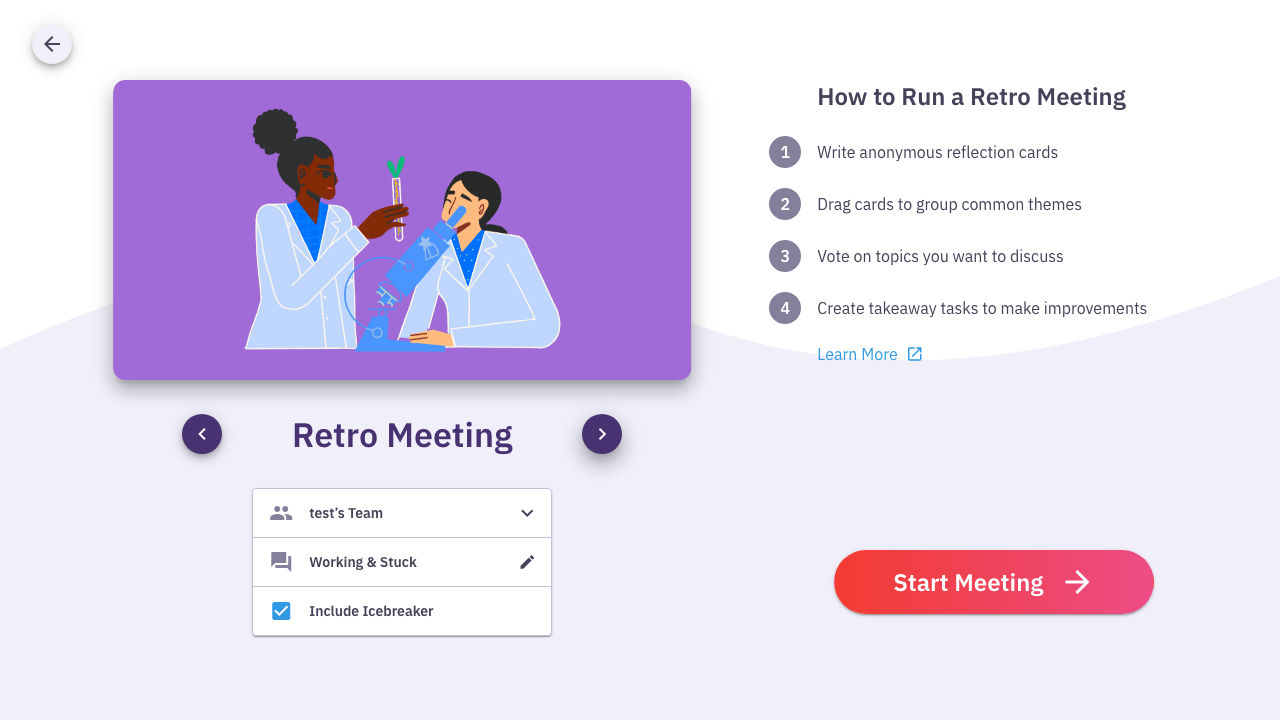 How to Run a Retro Meeting
1 Write anonymous reflection cards
2 Drag cards to group common themes
3 Vote on topics you want to discuss
4 Create takeaway tasks to make improvements
Learn More
Retro Meeting
test’s Team
Working & Stuck
Include Icebreaker
Start Meeting